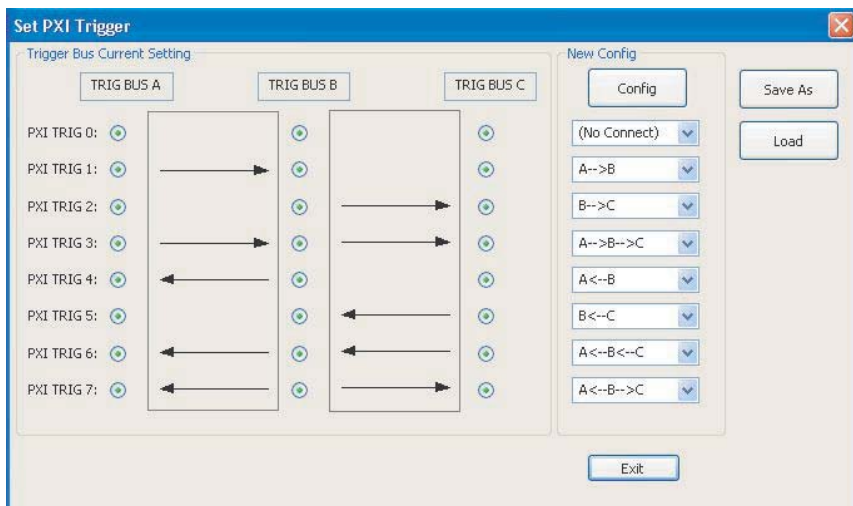 Set PXI Trigger
Trigger Bus Current Setting
New Config
TRIG BUS A TRIG BUS B TRIG BUS C
Config
Save As
PXI TRIG 0: (No Connect)
Load
PXI TRIG 1: A-->B
PXI TRIG 2: B-->C
PXI TRIG 3: A-->B-->C
PXI TRIG 4: A<--B
PXI TRIG 5: B<--C
PXI TRIG 6: A<--B<--C
PXI TRIG 7: A<--B-->C
Exit